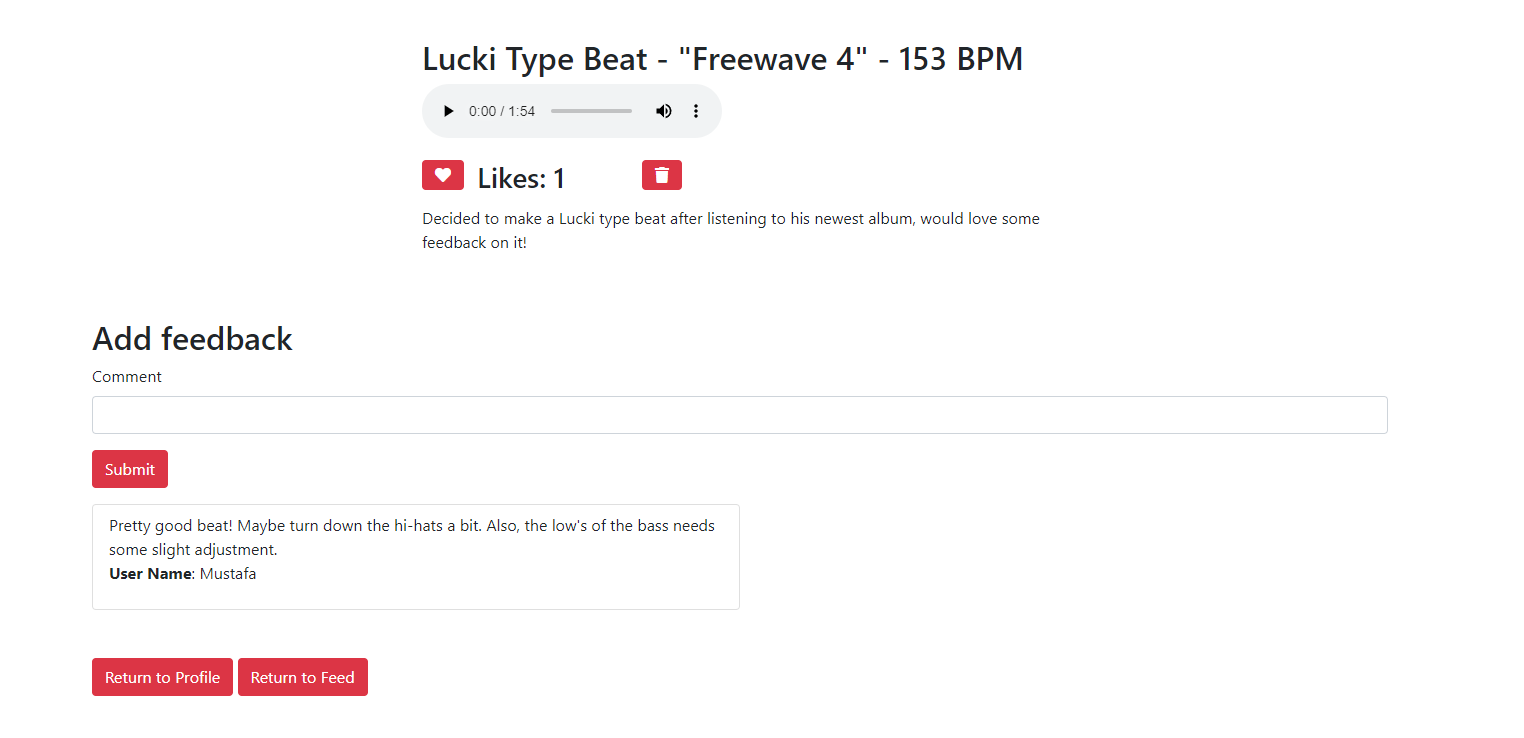 Lucki Type Beat - "Freewave 4" - 153 BPM
0:00 / 1:54
Likes: 1
Decided to make a Lucki type beat after listening to his newest album, would love some
feedback on it!
Add feedback
Comment
Submit
Pretty good beat! Maybe turn down the hi-hats a bit. Also, the low's of the bass needs
some slight adjustment.
User Name: Mustafa
Return to Profile Return to Feed